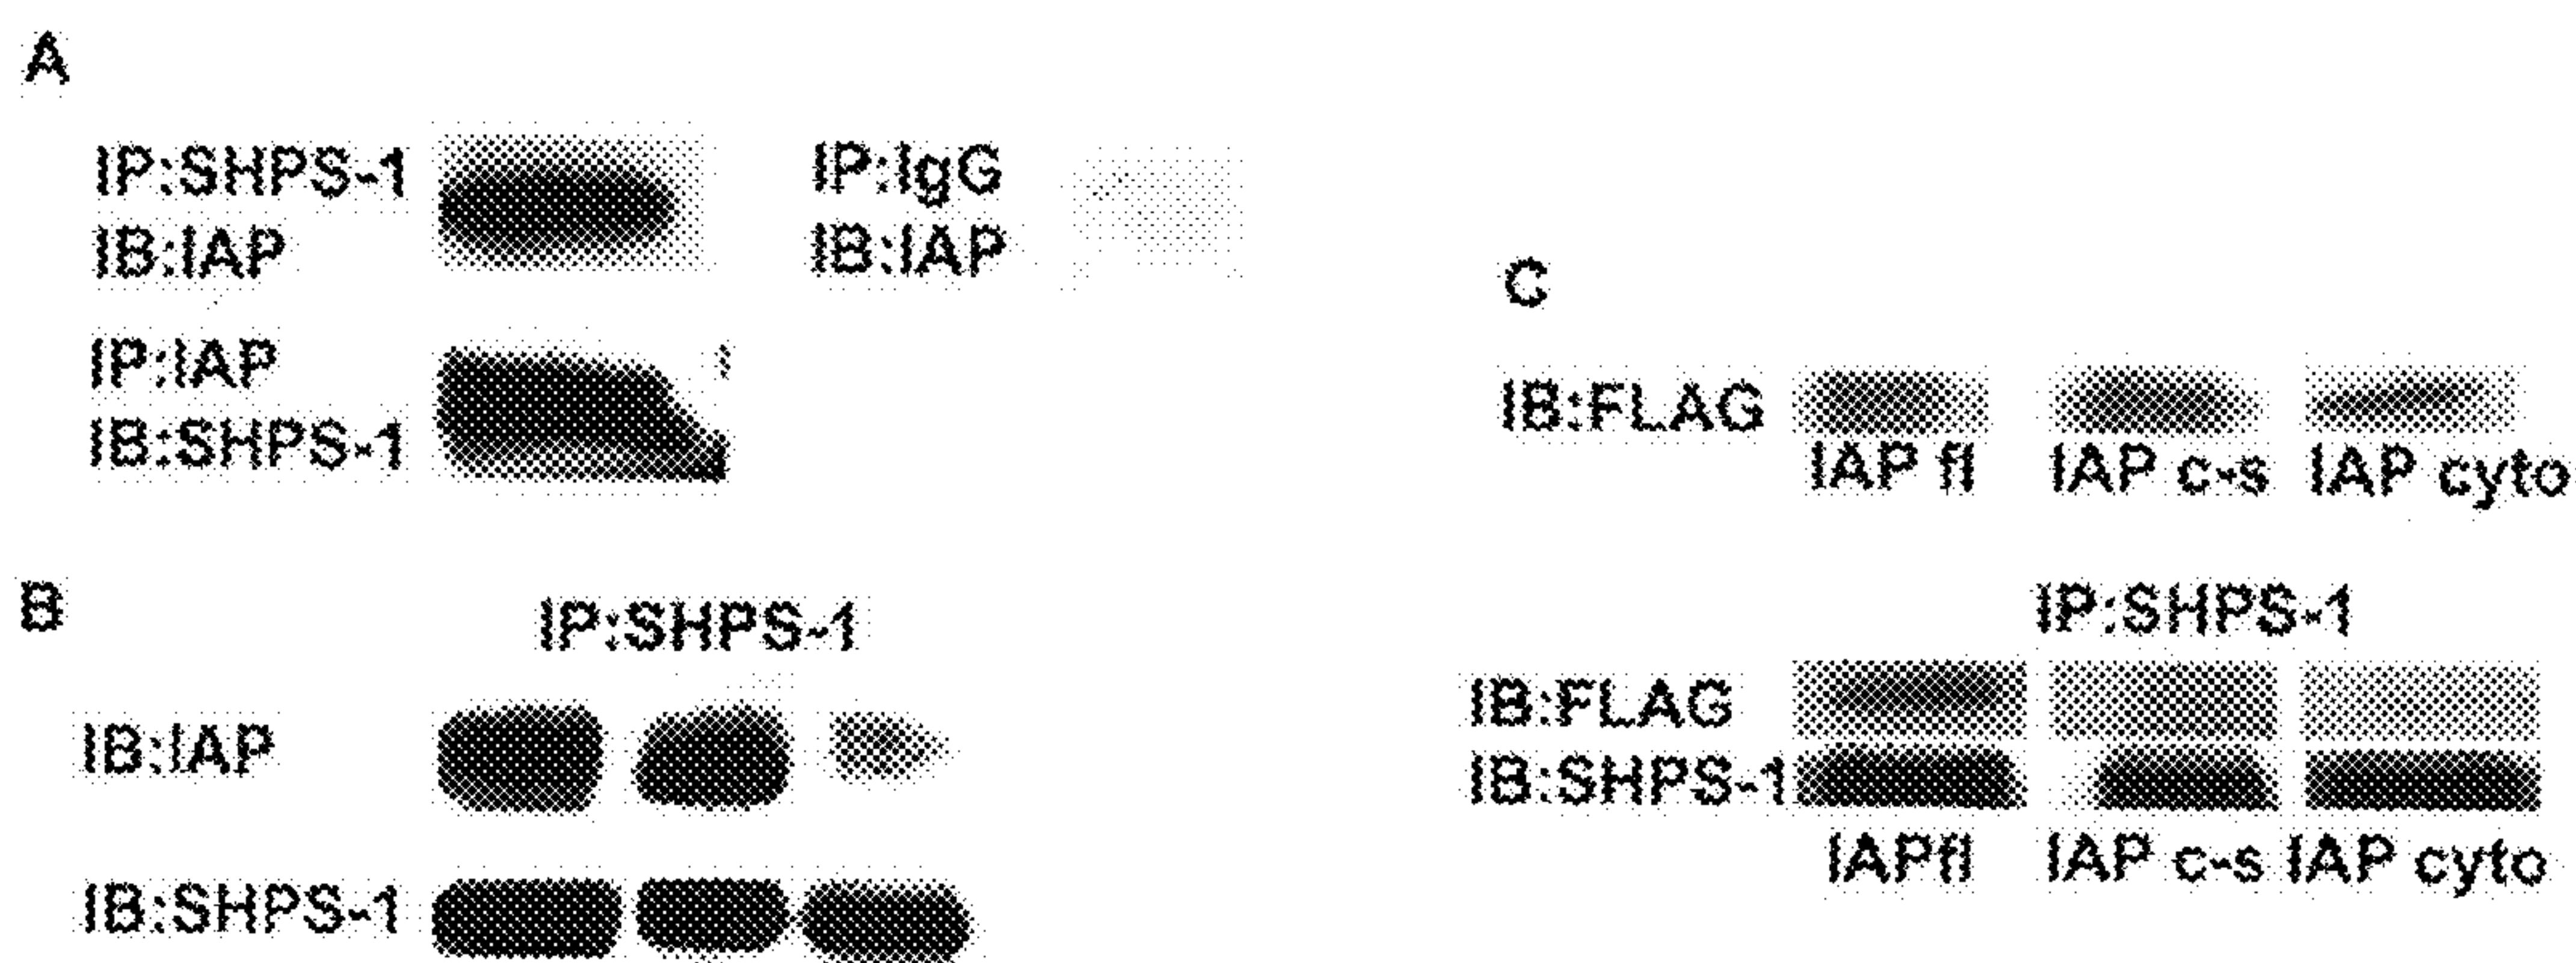 A
IP:SHPS-1
IB:IAP
IP:IgG
IB:IAP
IP:IAP
IB:SHPS-1
B
IP:SHPS-1
IB:IAP
IB:SHPS-1
C
IB:FLAG
IAP fl IAP c-s IAP cyto
IP:SHPS-1
IB:FLAG
IB:SHPS-1
IAPfl IAP c-s IAP cyto